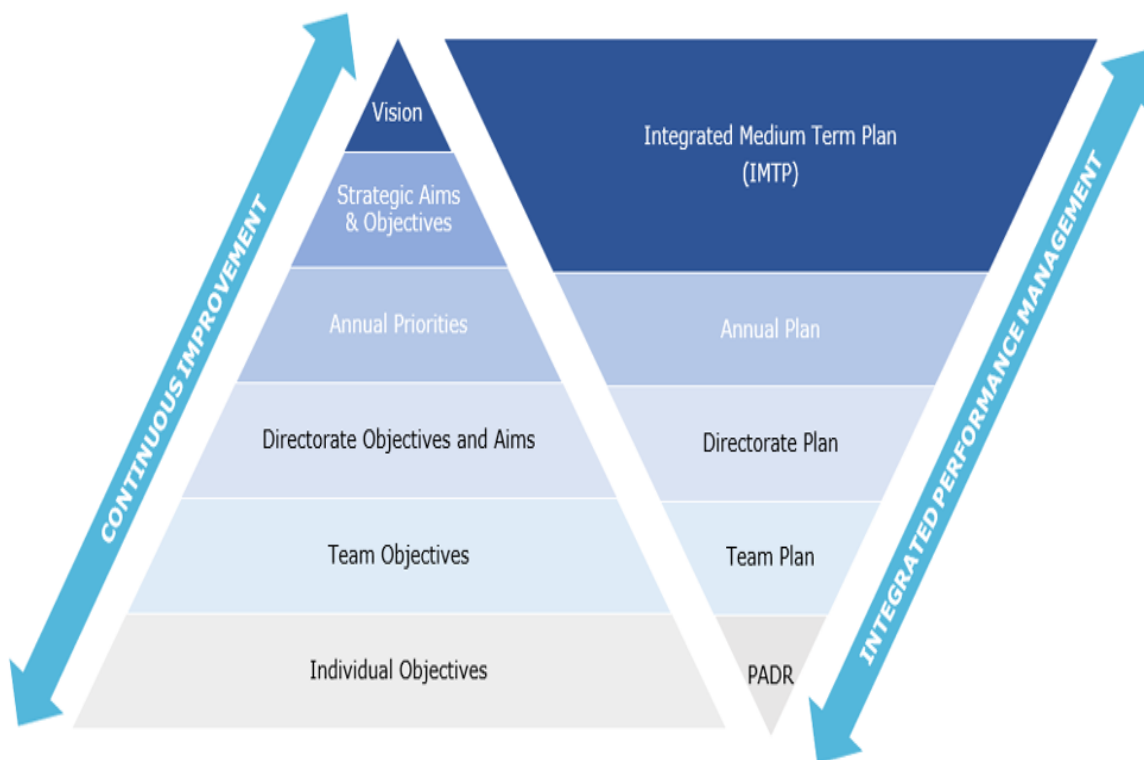 CONTINUOUS IMPROVEMENT
Vision
Strategic Aims
& Objectives
Annual Priorities
Directorate Objectives and Aims
Team Objectives
Individual Objectives
Integrated Medium Term Plan
(IMTP)
Annual Plan
Directorate Plan
Team Plan
PADR
INTEGRATED PERFORMANCE MANAGEMENT